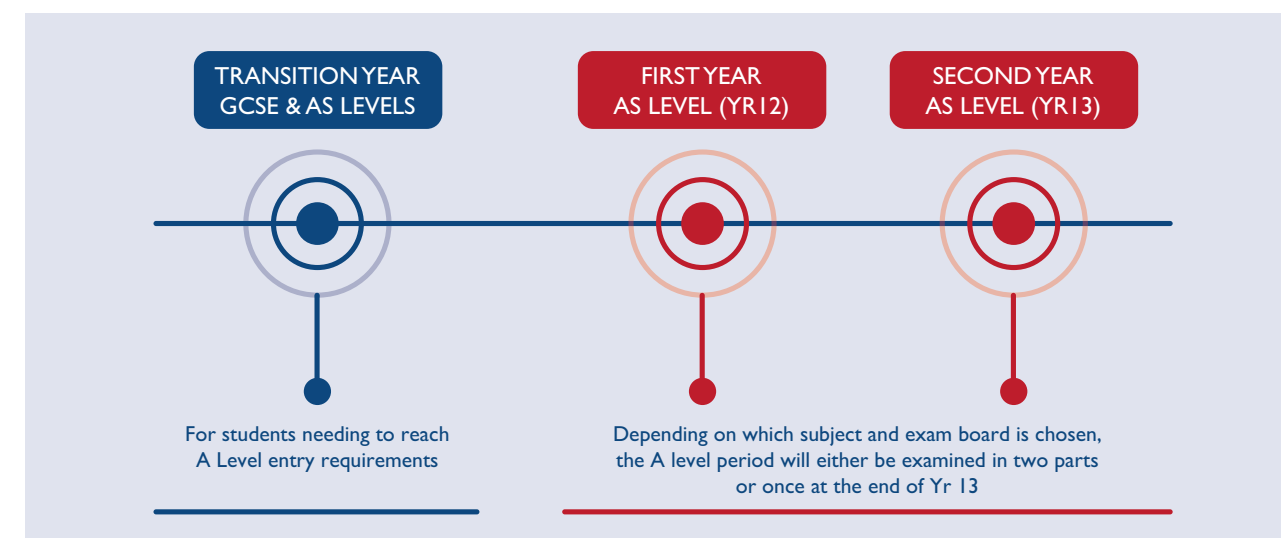 TRANSITION YEAR
GCSE & AS LEVELS
FIRST YEAR
AS LEVEL (YR12)
SECOND YEAR
AS LEVEL (YR13)
For students needing to reach
A Level entry requirements
Depending on which subject and exam board is chosen,
the A level period will either be examined in two parts
or once at the end of Yr 13